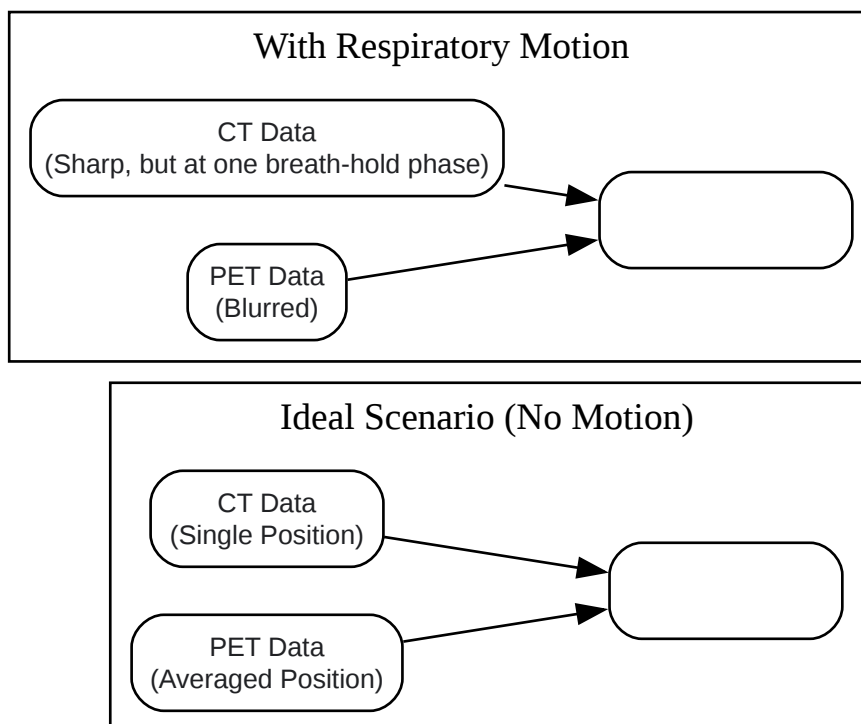 With Respiratory Motion
CT Data
(Sharp, but at one breath-hold phase)
PET Data
(Blurred)
Ideal Scenario (No Motion)
CT Data
(Single Position)
PET Data
(Averaged Position)